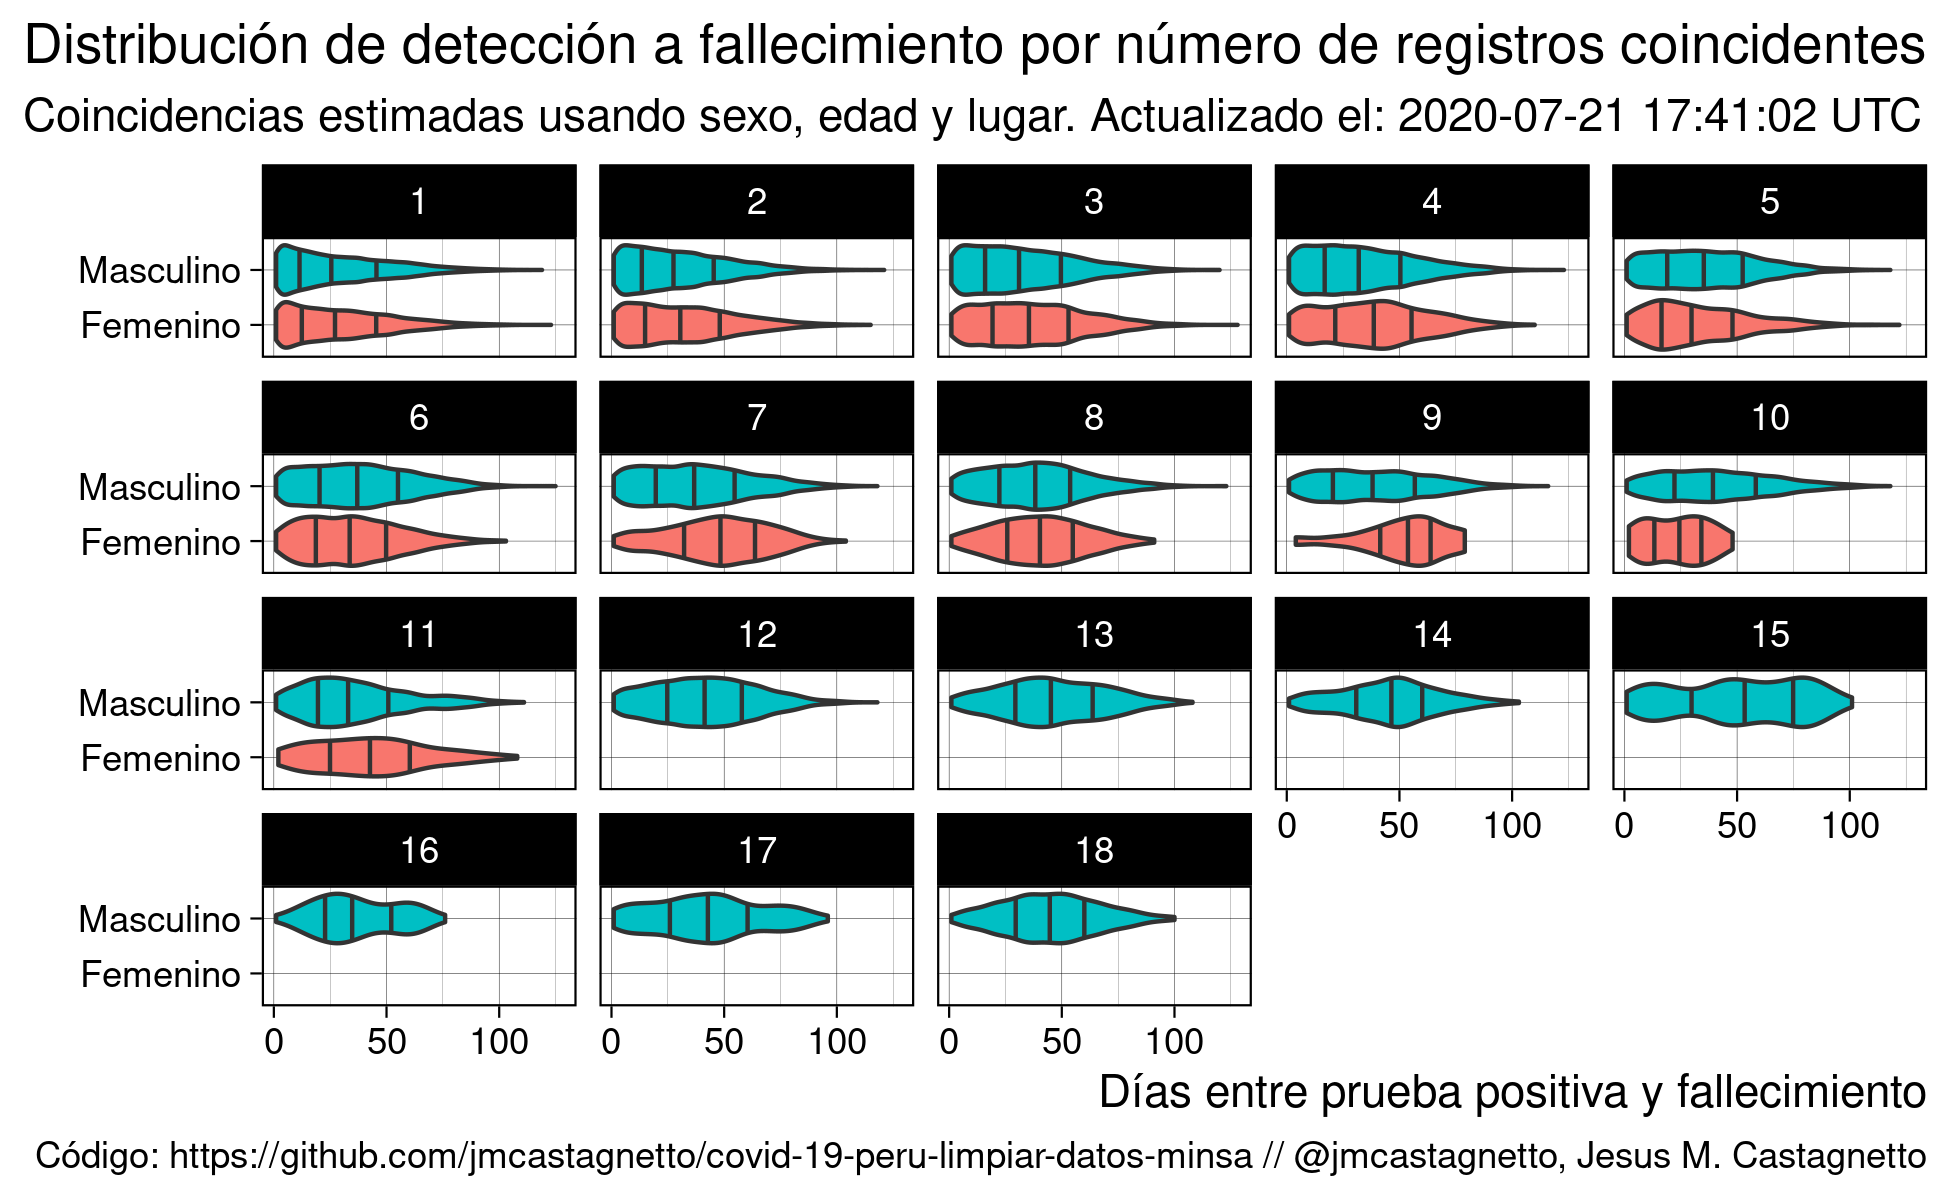 Distribución de detección a fallecimiento por número de registros coincidentes
Coincidencias estimadas usando sexo, edad y lugar. Actualizado el: 2020-07-21 17:41:02 UTC
1 2 3 4 5
Masculino
Femenino
6 7 8 9 10
Masculino
Femenino
11 12 13 14 15
Masculino
Femenino
0 50 100 0 50 100
16 17 18
Masculino
Femenino
0 50 100 0 50 100 0 50 100
Días entre prueba positiva y fallecimiento
Código: https://github.com/jmcastagnetto/covid-19-peru-limpiar-datos-minsa // @jmcastagnetto, Jesus M. Castagnetto